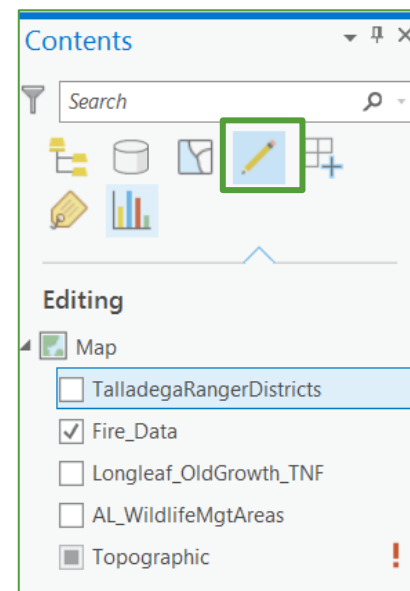 Contents
Search
Editing
Map
TalladegaRangerDistricts
Fire_Data
Longleaf_OldGrowth_TNF
AL_WildlifeMgtAreas
Topographic !